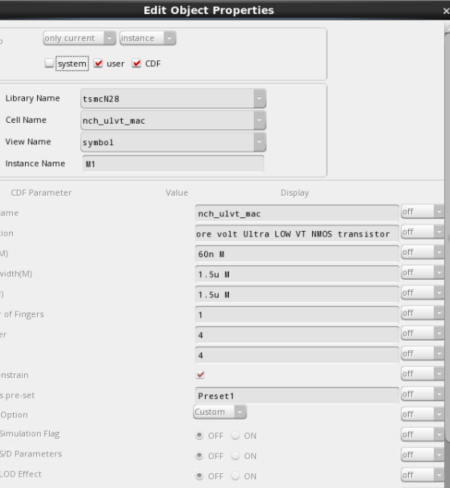 Edit Object Properties
only current instance
system user CDF
Library Name tsmcN28
Cell Name nch_ulvt_mac
View Name symbol
Instance Name M1
CDF Parameter Value Display
ame nch_ulvt_mac off
ion ore volt Ultra LOW VT NMOS transistor off
M) 60n M off
width(M) 1.5u M off
) 1.5u M off
r of Fingers 1 off
er 4 off
4 off
nstrain off
s pre-set Preset1 off
Option Custom off
Simulation Flag OFF ON off
S/D Parameters OFF ON off
LOD Effect OFF ON off